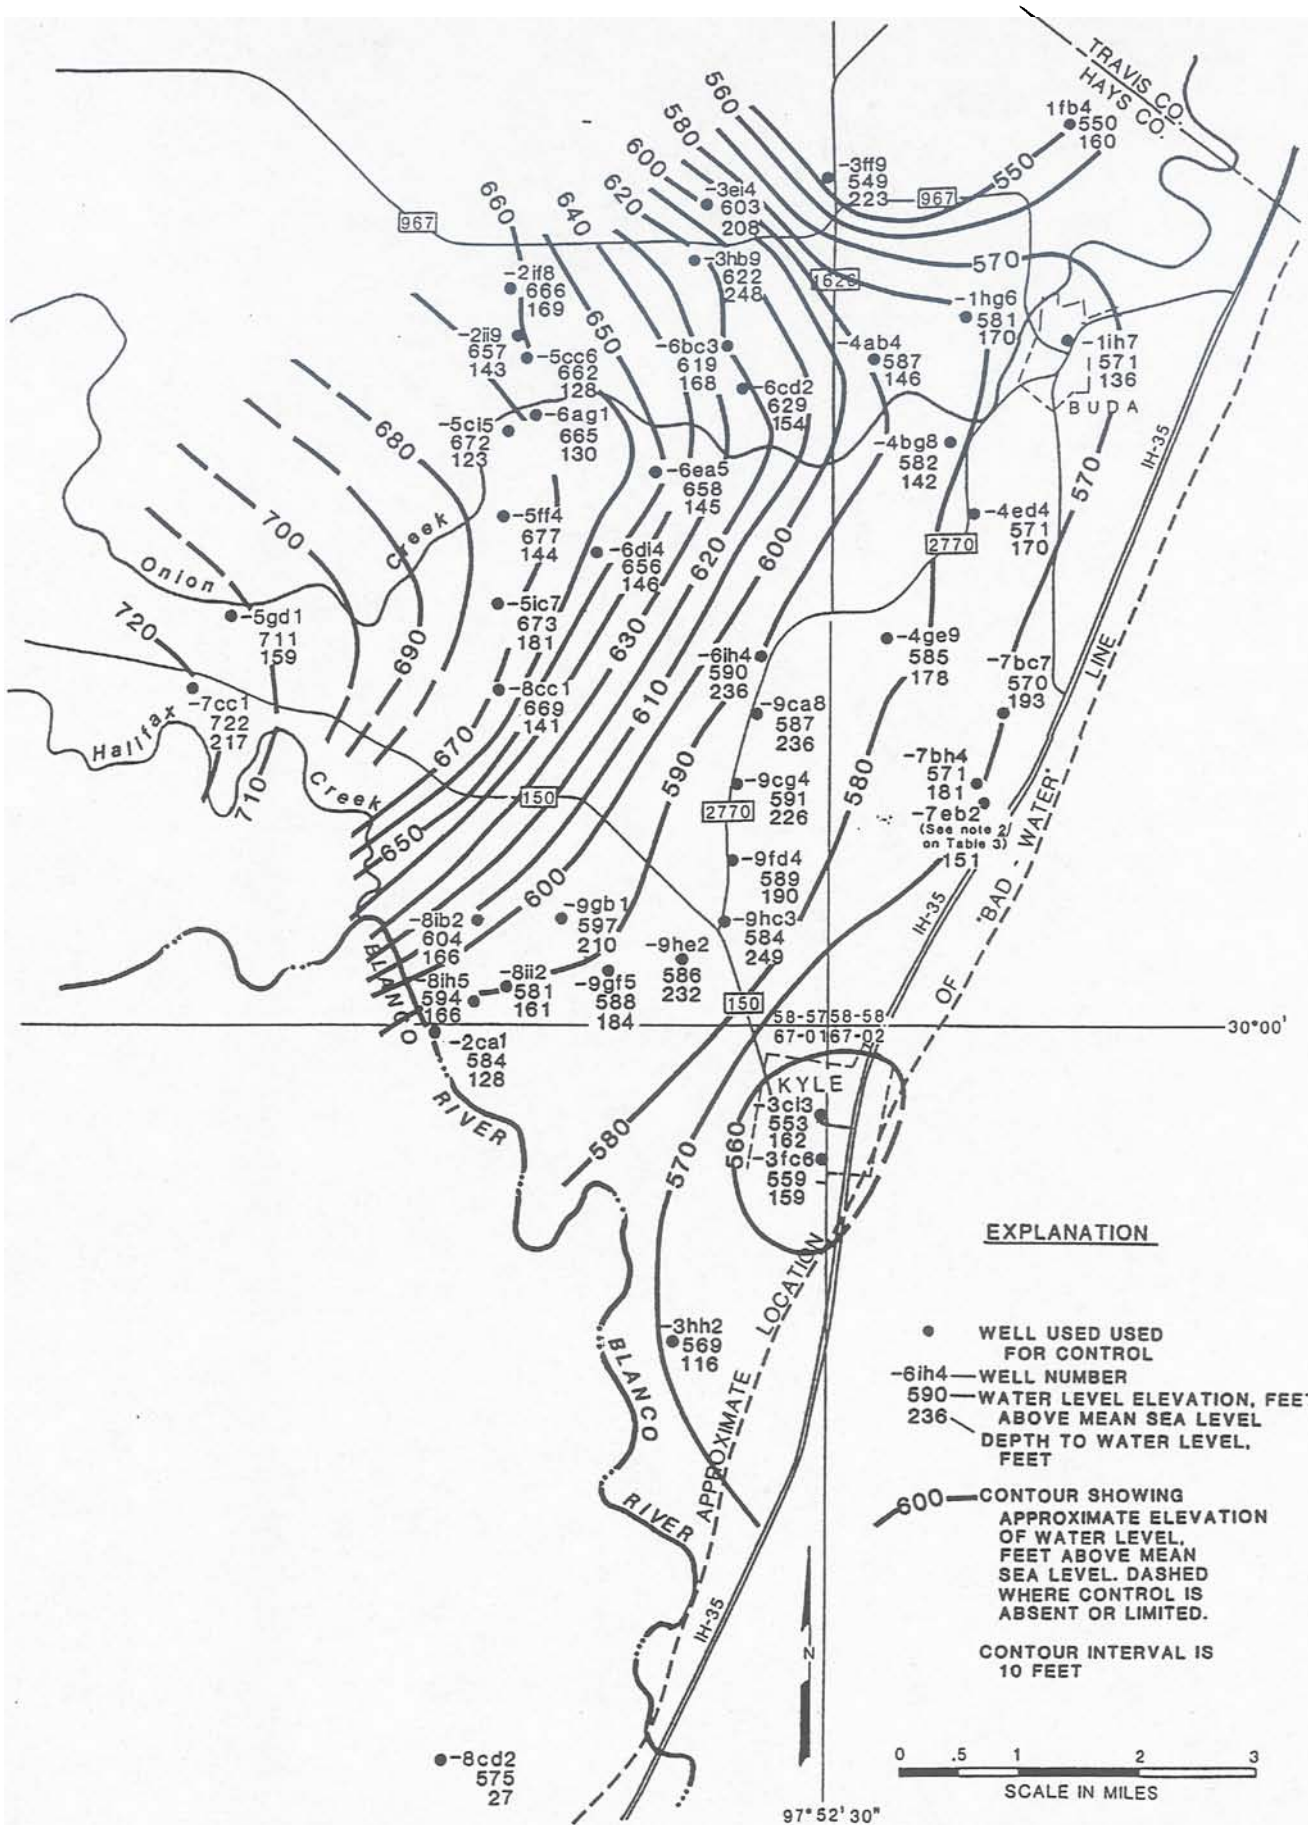 TRAVIS CO.
HAYS CO.
560
580
600
620
640
660
1fb4
550
160
-3ff9
549
223
550
967
-3ei4
603
208
967
-3hb9
622
248
1626
570
-2if8
666
169
650
-1hg6
581
170
-2ii9
657
143
-5cc6
662
128
-6bc3
619
168
-4ab4
587
146
-1ih7
571
136
-6cd2
629
154
BUDA
680
-5ci5
672
123
-6ag1
665
130
-4bg8
582
142
IH-35
-6ea5
658
145
570
700
Creek
-5ff4
677
144
-4ed4
571
170
2770
-6di4
656
146
620
600
Onion
-5gd1
711
159
720
-5ic7
673
181
690
630
-6ih4
590
236
-4ge9
585
178
-7bc7
570
193
LINE
-7cc1
722
217
-8cc1
669
141
610
-9ca8
587
236
Halifax
Creek
710
670
590
580
150
-9cg4
591
226
2770
-7bh4
571
181
-7eb2
(See note 2
on Table 3)
151
"BAD - WATER"
650
-9fd4
589
190
600
IH-35
-8ib2
604
166
-9gb1
597
210
-9hc3
584
249
-9he2
586
232
BLANCO
-8ih5
594
166
-8ii2
581
161
-9gf5
588
184
OF
150
58-57 58-58
67-01 67-02
30°00'
-2ca1
584
128
RIVER
KYLE
-3ci3
553
162
560
580
570
-3fc6
559
159
LOCATION
EXPLANATION
-3hh2
569
116
BLANCO
RIVER
APPROXIMATE
IH-35
WELL USED USED
FOR CONTROL
-6ih4 WELL NUMBER
590 WATER LEVEL ELEVATION, FEET
236 ABOVE MEAN SEA LEVEL
DEPTH TO WATER LEVEL,
FEET
600 CONTOUR SHOWING
APPROXIMATE ELEVATION
OF WATER LEVEL,
FEET ABOVE MEAN
SEA LEVEL. DASHED
WHERE CONTROL IS
ABSENT OR LIMITED.
CONTOUR INTERVAL IS
10 FEET
N
-8cd2
575
27
0 .5 1 2 3
SCALE IN MILES
97°52'30"